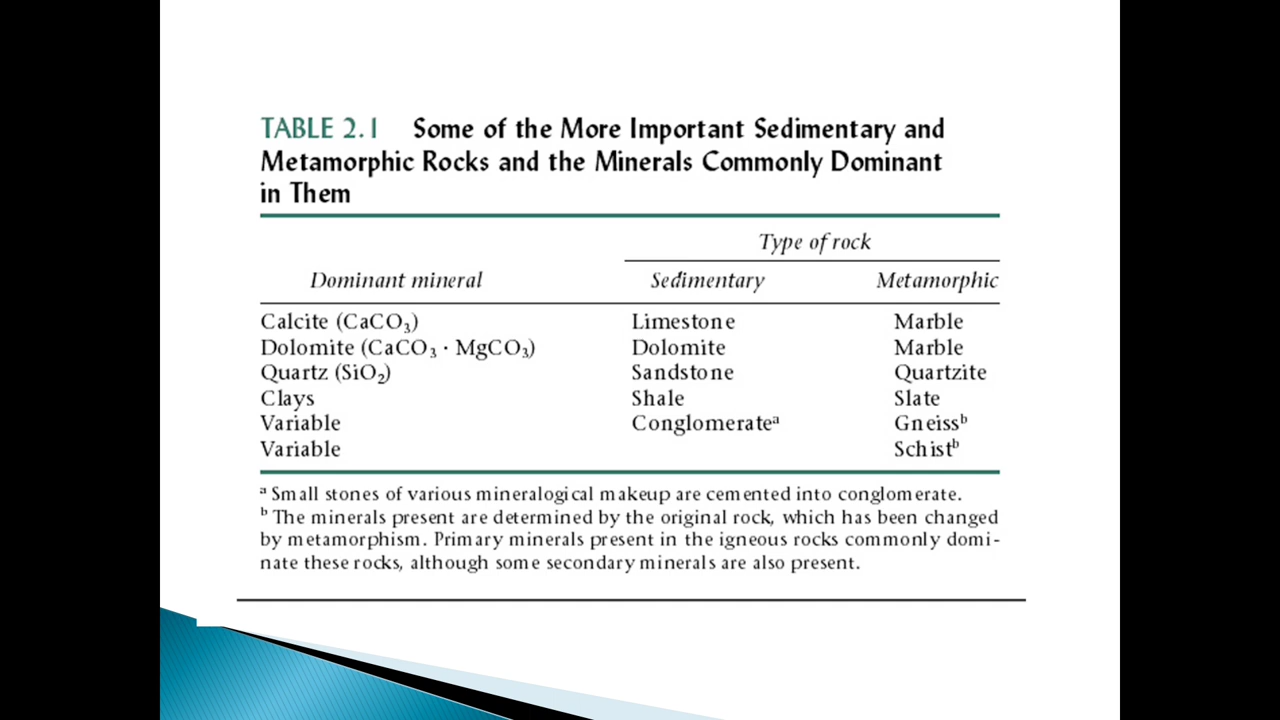 TABLE 2.1 Some of the More Important Sedimentary and
Metamorphic Rocks and the Minerals Commonly Dominant
in Them
Type of rock
Dominant mineral Sedimentary Metamorphic
Calcite (CaCO₃) Limestone Marble
Dolomite (CaCO₃ · MgCO₃) Dolomite Marble
Quartz (SiO₂) Sandstone Quartzite
Clays Shale Slate
Variable Conglomerateᵃ Gneissᵇ
Variable Schistᵇ
ᵃ Small stones of various mineralogical makeup are cemented into conglomerate.
ᵇ The minerals present are determined by the original rock, which has been changed
by metamorphism. Primary minerals present in the igneous rocks commonly domi-
nate these rocks, although some secondary minerals are also present.